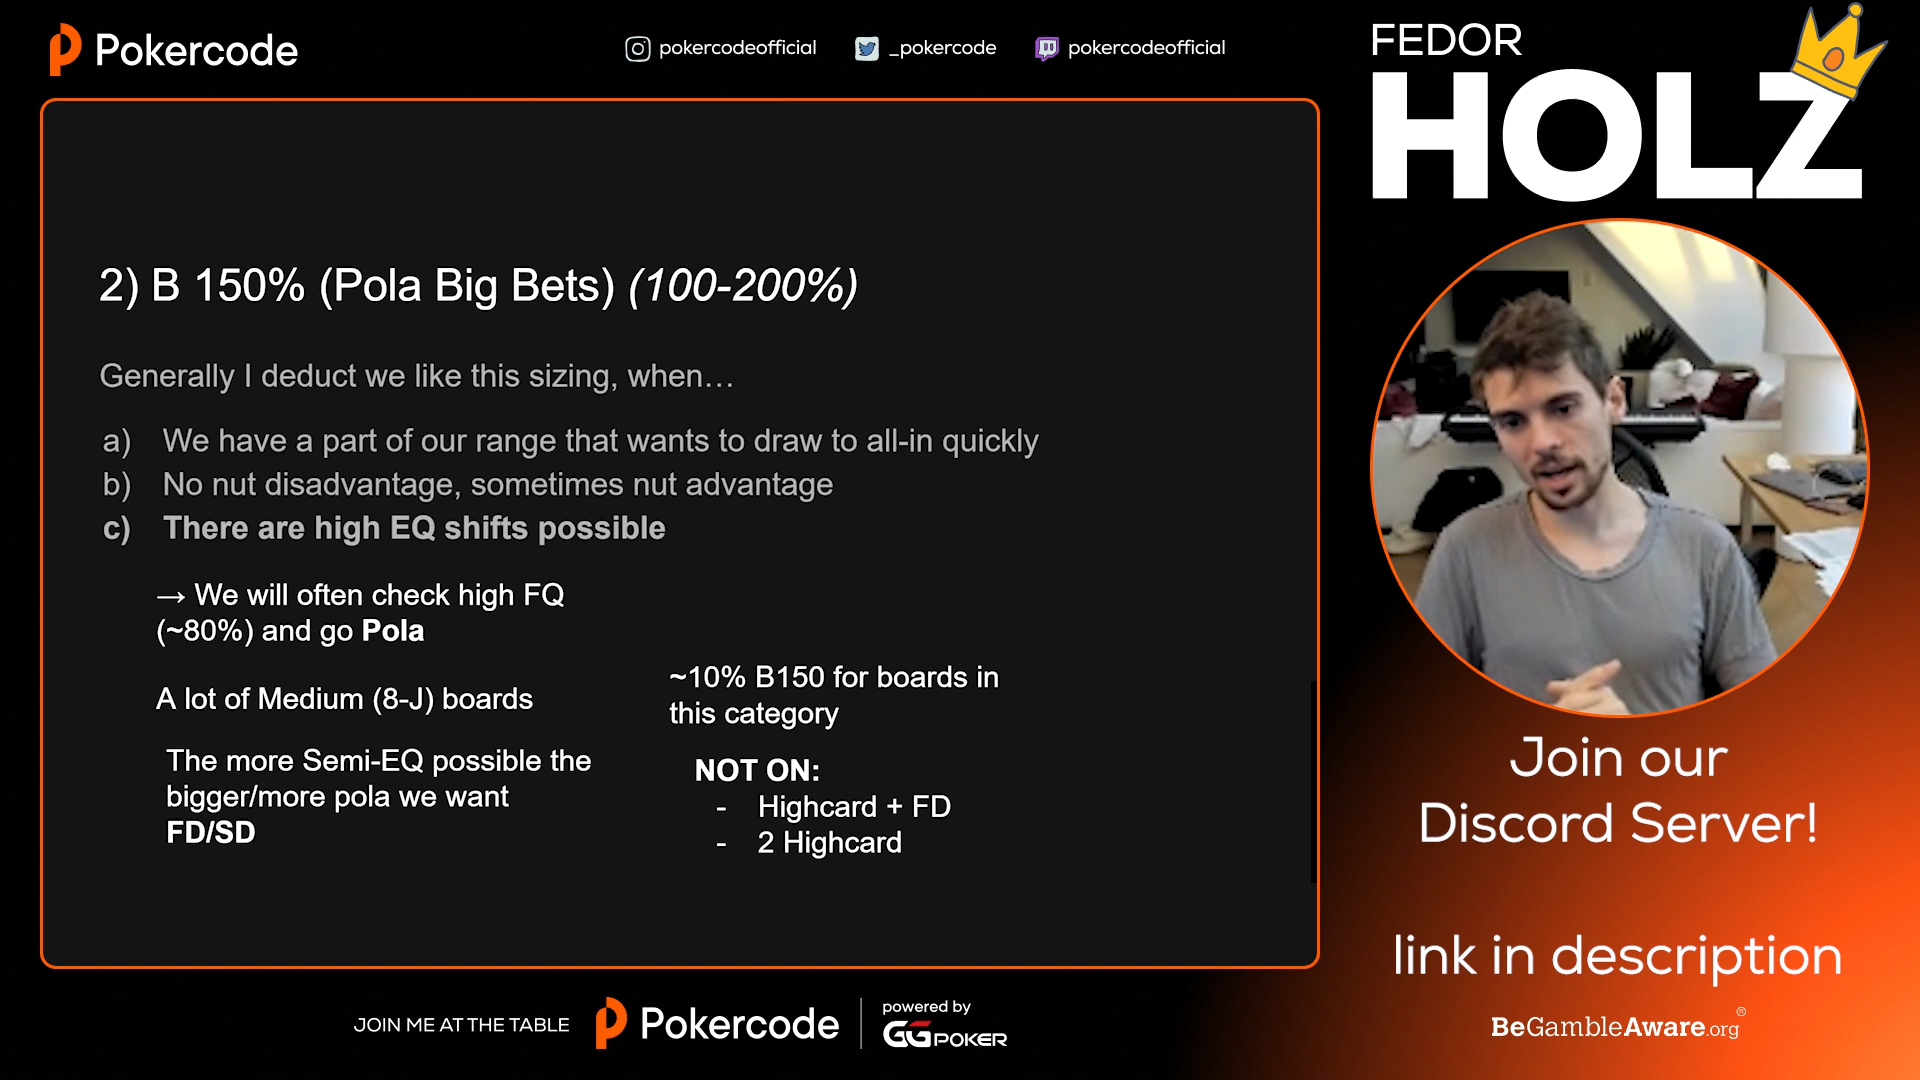 Pokercode
pokercodeofficial
_pokercode
pokercodeofficial
FEDOR
HOLZ
2) B 150% (Pola Big Bets) (100-200%)
Generally I deduct we like this sizing, when…
a) We have a part of our range that wants to draw to all-in quickly
b) No nut disadvantage, sometimes nut advantage
c) There are high EQ shifts possible
→ We will often check high FQ
(~80%) and go Pola
A lot of Medium (8-J) boards
The more Semi-EQ possible the
bigger/more pola we want
FD/SD
~10% B150 for boards in
this category
NOT ON:
- Highcard + FD
- 2 Highcard
Join our
Discord Server!
link in description
BeGambleAware.org®
JOIN ME AT THE TABLE
Pokercode
powered by
GGPOKER